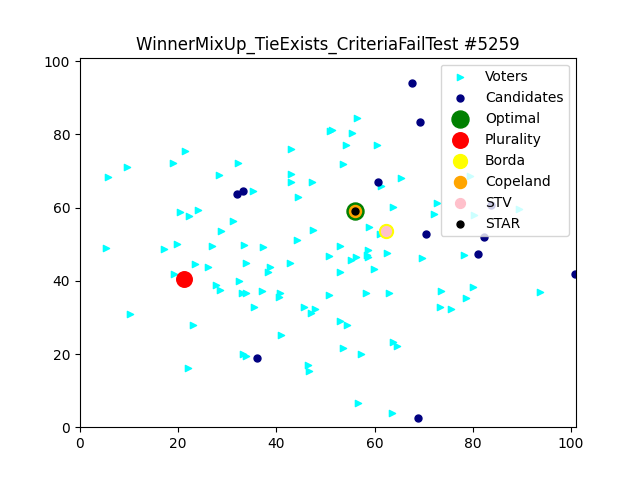 WinnerMixUp_TieExists_CriteriaFailTest #5259
100
80
60
40
20
0
0 20 40 60 80 100
Voters
Candidates
Optimal
Plurality
Borda
Copeland
STV
STAR